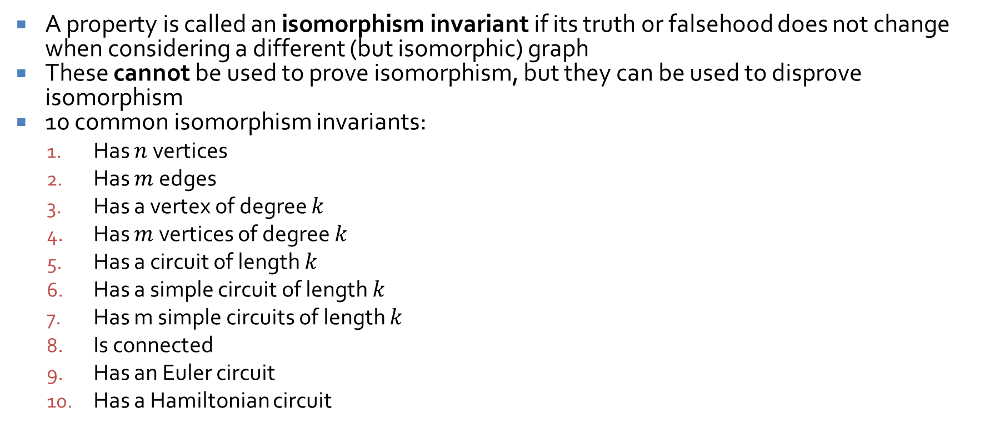 A property is called an isomorphism invariant if its truth or falsehood does not change
when considering a different (but isomorphic) graph
These cannot be used to prove isomorphism, but they can be used to disprove
isomorphism
10 common isomorphism invariants:
1. Has n vertices
2. Has m edges
3. Has a vertex of degree k
4. Has m vertices of degree k
5. Has a circuit of length k
6. Has a simple circuit of length k
7. Has m simple circuits of length k
8. Is connected
9. Has an Euler circuit
10. Has a Hamiltonian circuit